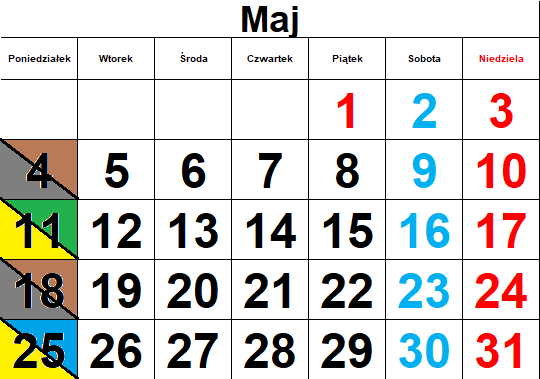 Maj
Poniedziałek Wtorek Środa Czwartek Piątek Sobota Niedziela
1 2 3
4 5 6 7 8 9 10
11 12 13 14 15 16 17
18 19 20 21 22 23 24
25 26 27 28 29 30 31